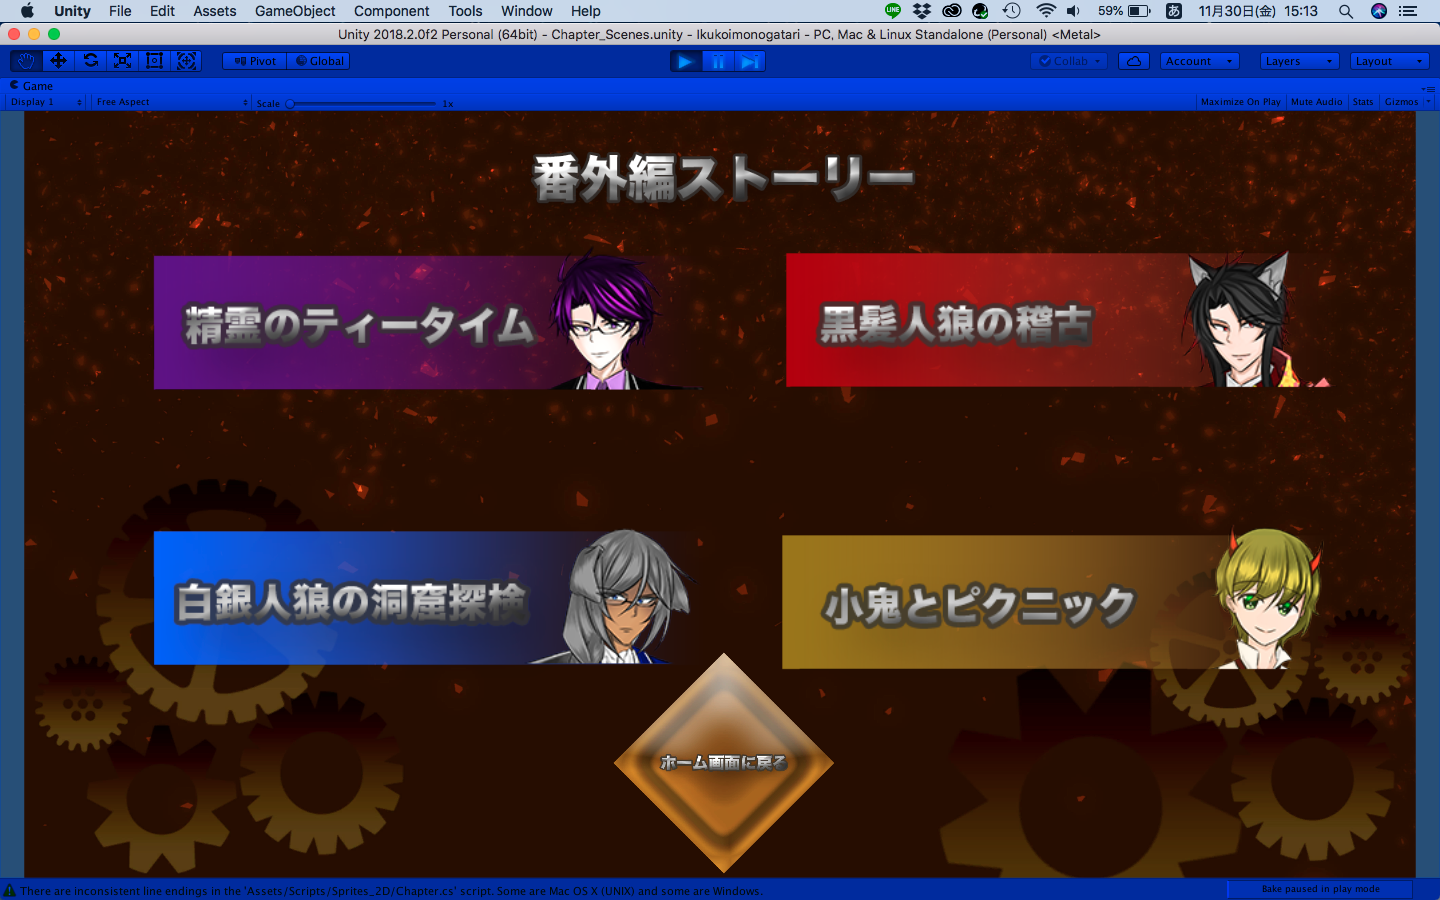 Unity File Edit Assets GameObject Component Tools Window Help LINE 59% あ 11月30日(金) 15:13
Unity 2018.2.0f2 Personal (64bit) - Chapter_Scenes.unity - Ikukoimonogatari - PC, Mac & Linux Standalone (Personal) <Metal>
Pivot Global Collab Account Layers Layout
Game
Display 1 Free Aspect Scale 1x Maximize On Play Mute Audio Stats Gizmos
番外編ストーリー
精霊のティータイム
黒髪人狼の稽古
白銀人狼の洞窟探検
小鬼とピクニック
ホーム画面に戻る
There are inconsistent line endings in the 'Assets/Scripts/Sprites_2D/Chapter.cs' script. Some are Mac OS X (UNIX) and some are Windows.
Bake paused in play mode